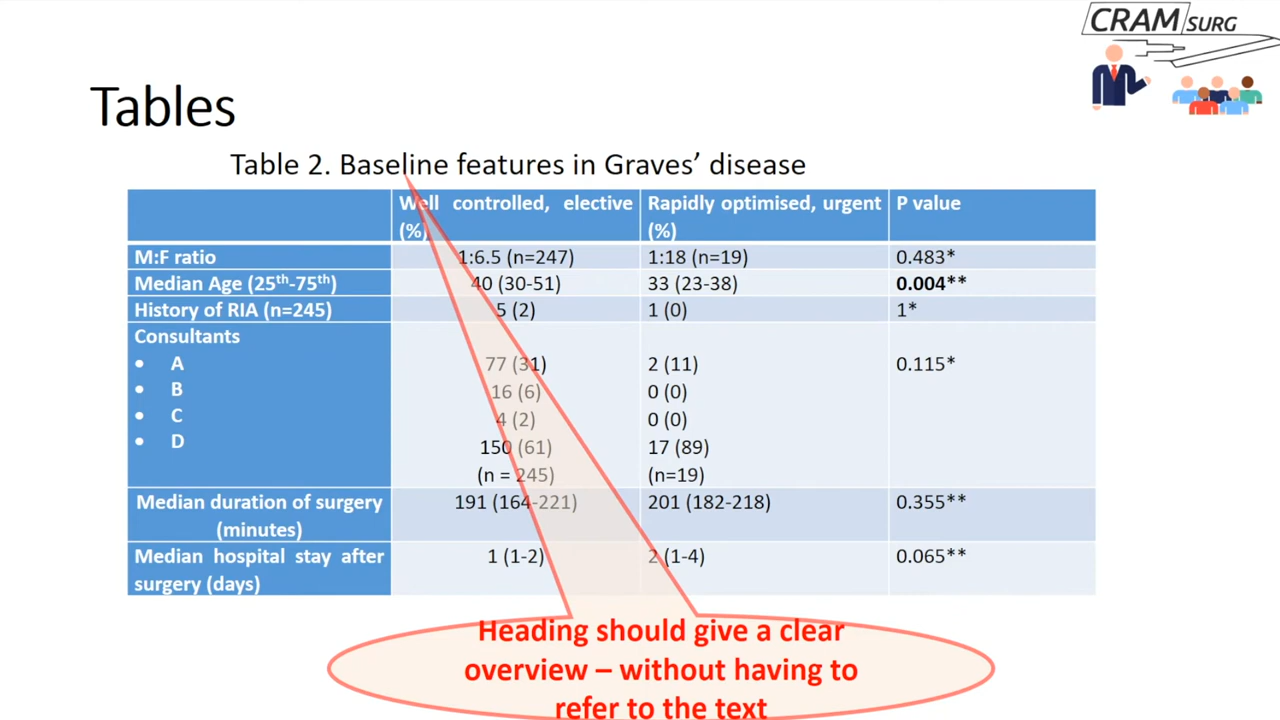 CRAM SURG
Tables
Table 2. Baseline features in Graves’ disease
Well controlled, elective (%) Rapidly optimised, urgent (%) P value
M:F ratio 1:6.5 (n=247) 1:18 (n=19) 0.483*
Median Age (25th-75th) 40 (30-51) 33 (23-38) 0.004**
History of RIA (n=245) 5 (2) 1 (0) 1*
Consultants
• A 77 (31) 2 (11) 0.115*
• B 16 (6) 0 (0)
• C 4 (2) 0 (0)
• D 150 (61) 17 (89)
(n = 245) (n=19)
Median duration of surgery (minutes) 191 (164-221) 201 (182-218) 0.355**
Median hospital stay after surgery (days) 1 (1-2) 2 (1-4) 0.065**
Heading should give a clear
overview – without having to
refer to the text